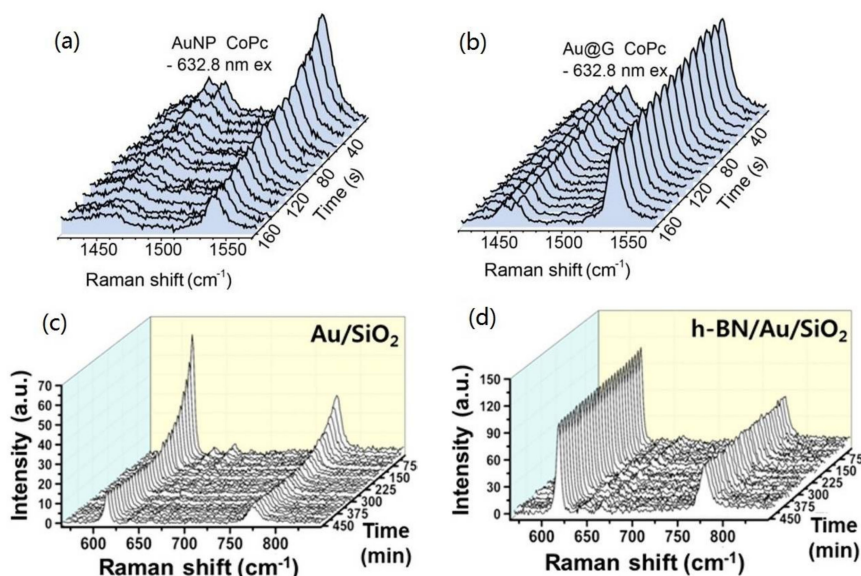 (a)
AuNP CoPc
- 632.8 nm ex
1450 1500 1550
Raman shift (cm⁻¹)
160 120 80 40
Time (s)
(b)
Au@G CoPc
- 632.8 nm ex
1450 1500 1550
Raman shift (cm⁻¹)
160 120 80 40
Time (s)
(c)
Au/SiO₂
Intensity (a.u.)
70
60
50
40
30
20
10
0
600 650 700 750 800
Raman shift (cm⁻¹)
450 375 300 225 150 75
Time
(min)
(d)
h-BN/Au/SiO₂
Intensity (a.u.)
150
120
90
60
30
0
600 650 700 750 800
Raman shift (cm⁻¹)
450 375 300 225 150 75
Time
(min)